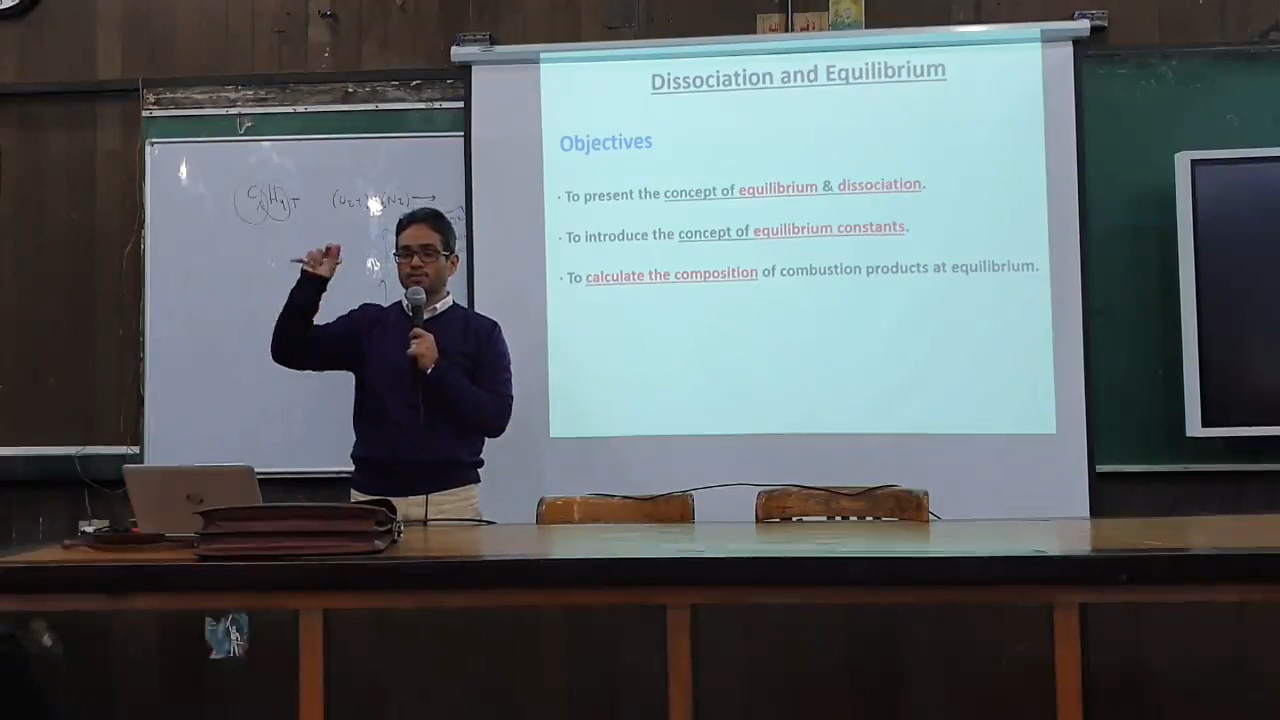 Dissociation and Equilibrium
Objectives
· To present the concept of equilibrium & dissociation.
· To introduce the concept of equilibrium constants.
· To calculate the composition of combustion products at equilibrium.
hp